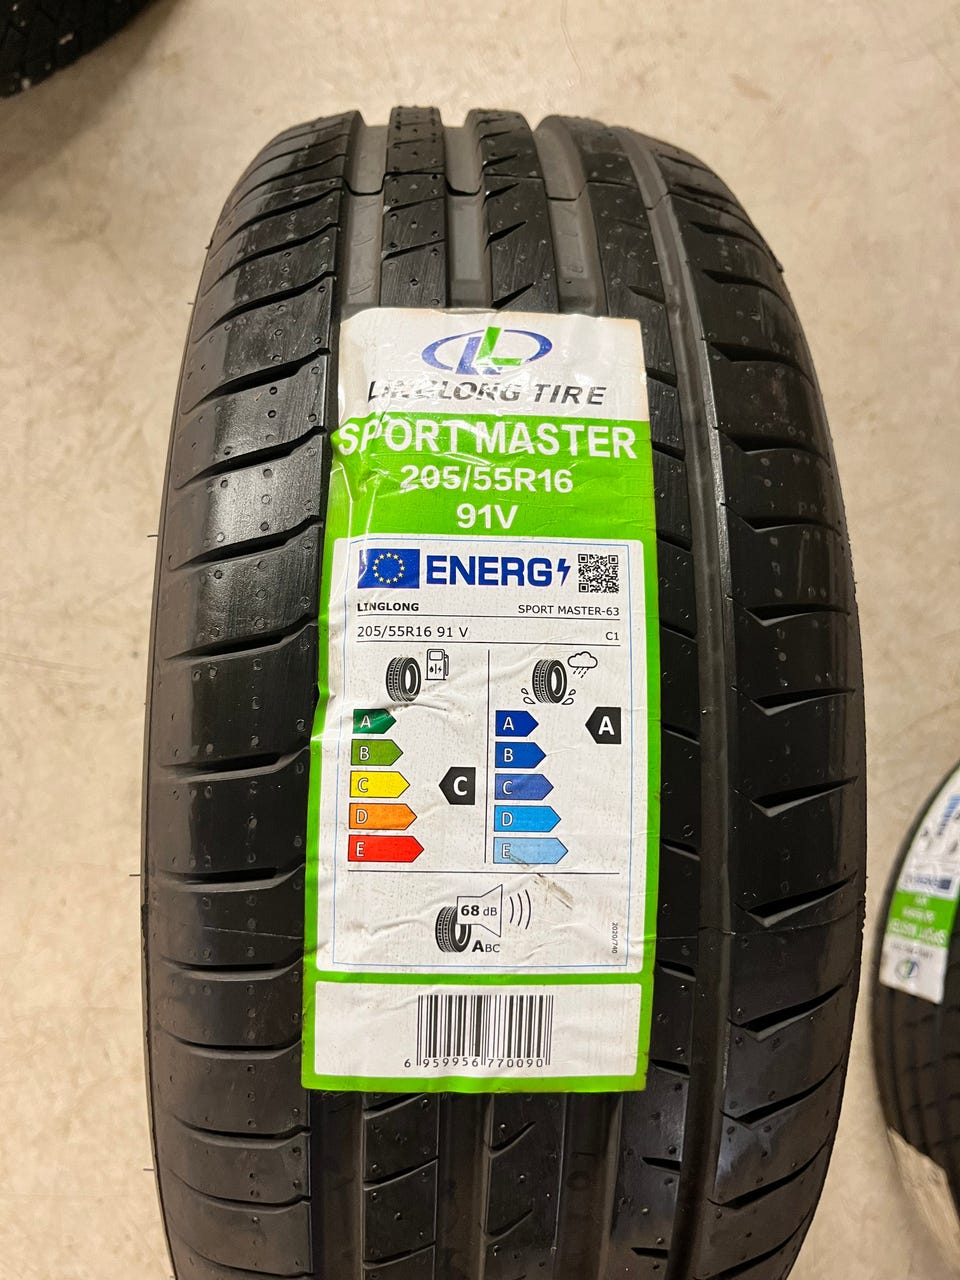 LINGLONG TIRE
SPORT MASTER
205/55R16
91V
ENERG
LINGLONG SPORT MASTER-63
205/55R16 91 V C1
A A A
B B
C C C
D D
E E
68 dB
ABC
2020/740
6 959956 770090